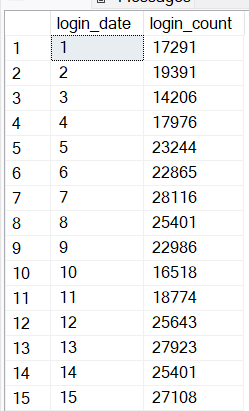 Messages
login_date login_count
1 1 17291
2 2 19391
3 3 14206
4 4 17976
5 5 23244
6 6 22865
7 7 28116
8 8 25401
9 9 22986
10 10 16518
11 11 18774
12 12 25643
13 13 27923
14 14 25401
15 15 27108